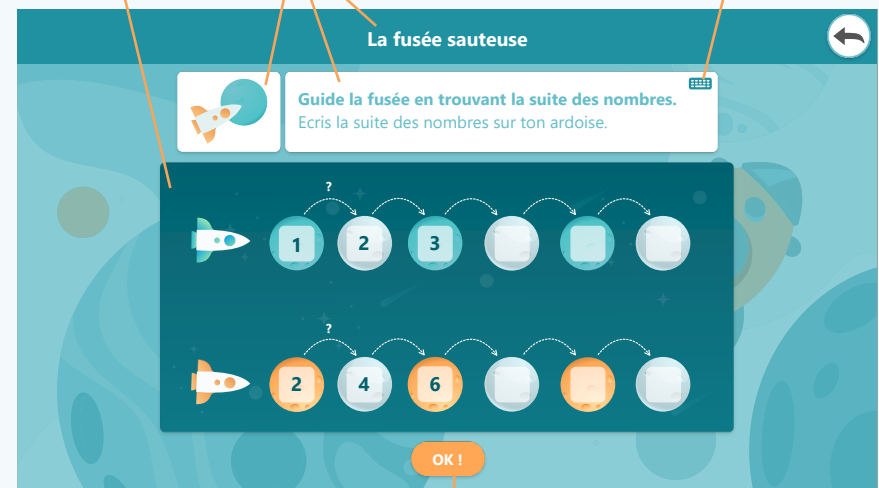 La fusée sauteuse
Guide la fusée en trouvant la suite des nombres.
Ecris la suite des nombres sur ton ardoise.
?
1 2 3
?
2 4 6
OK !